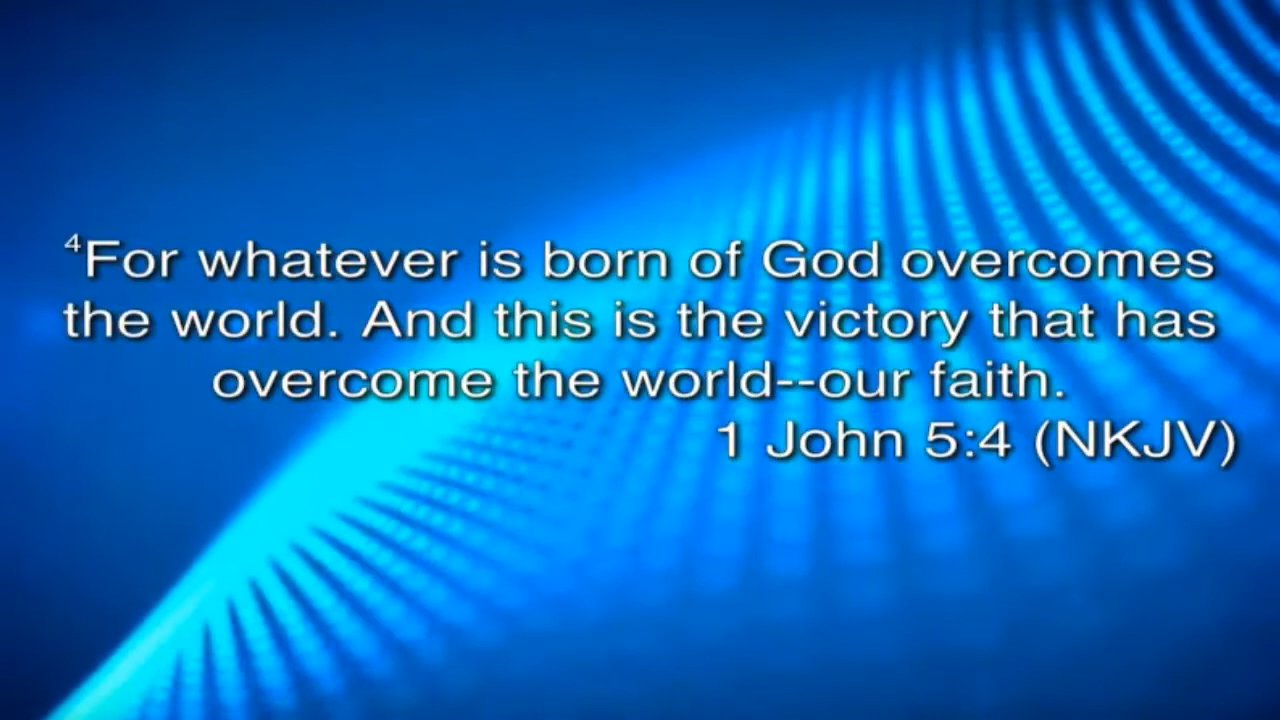 ⁴For whatever is born of God overcomes
the world. And this is the victory that has
overcome the world--our faith.
1 John 5:4 (NKJV)